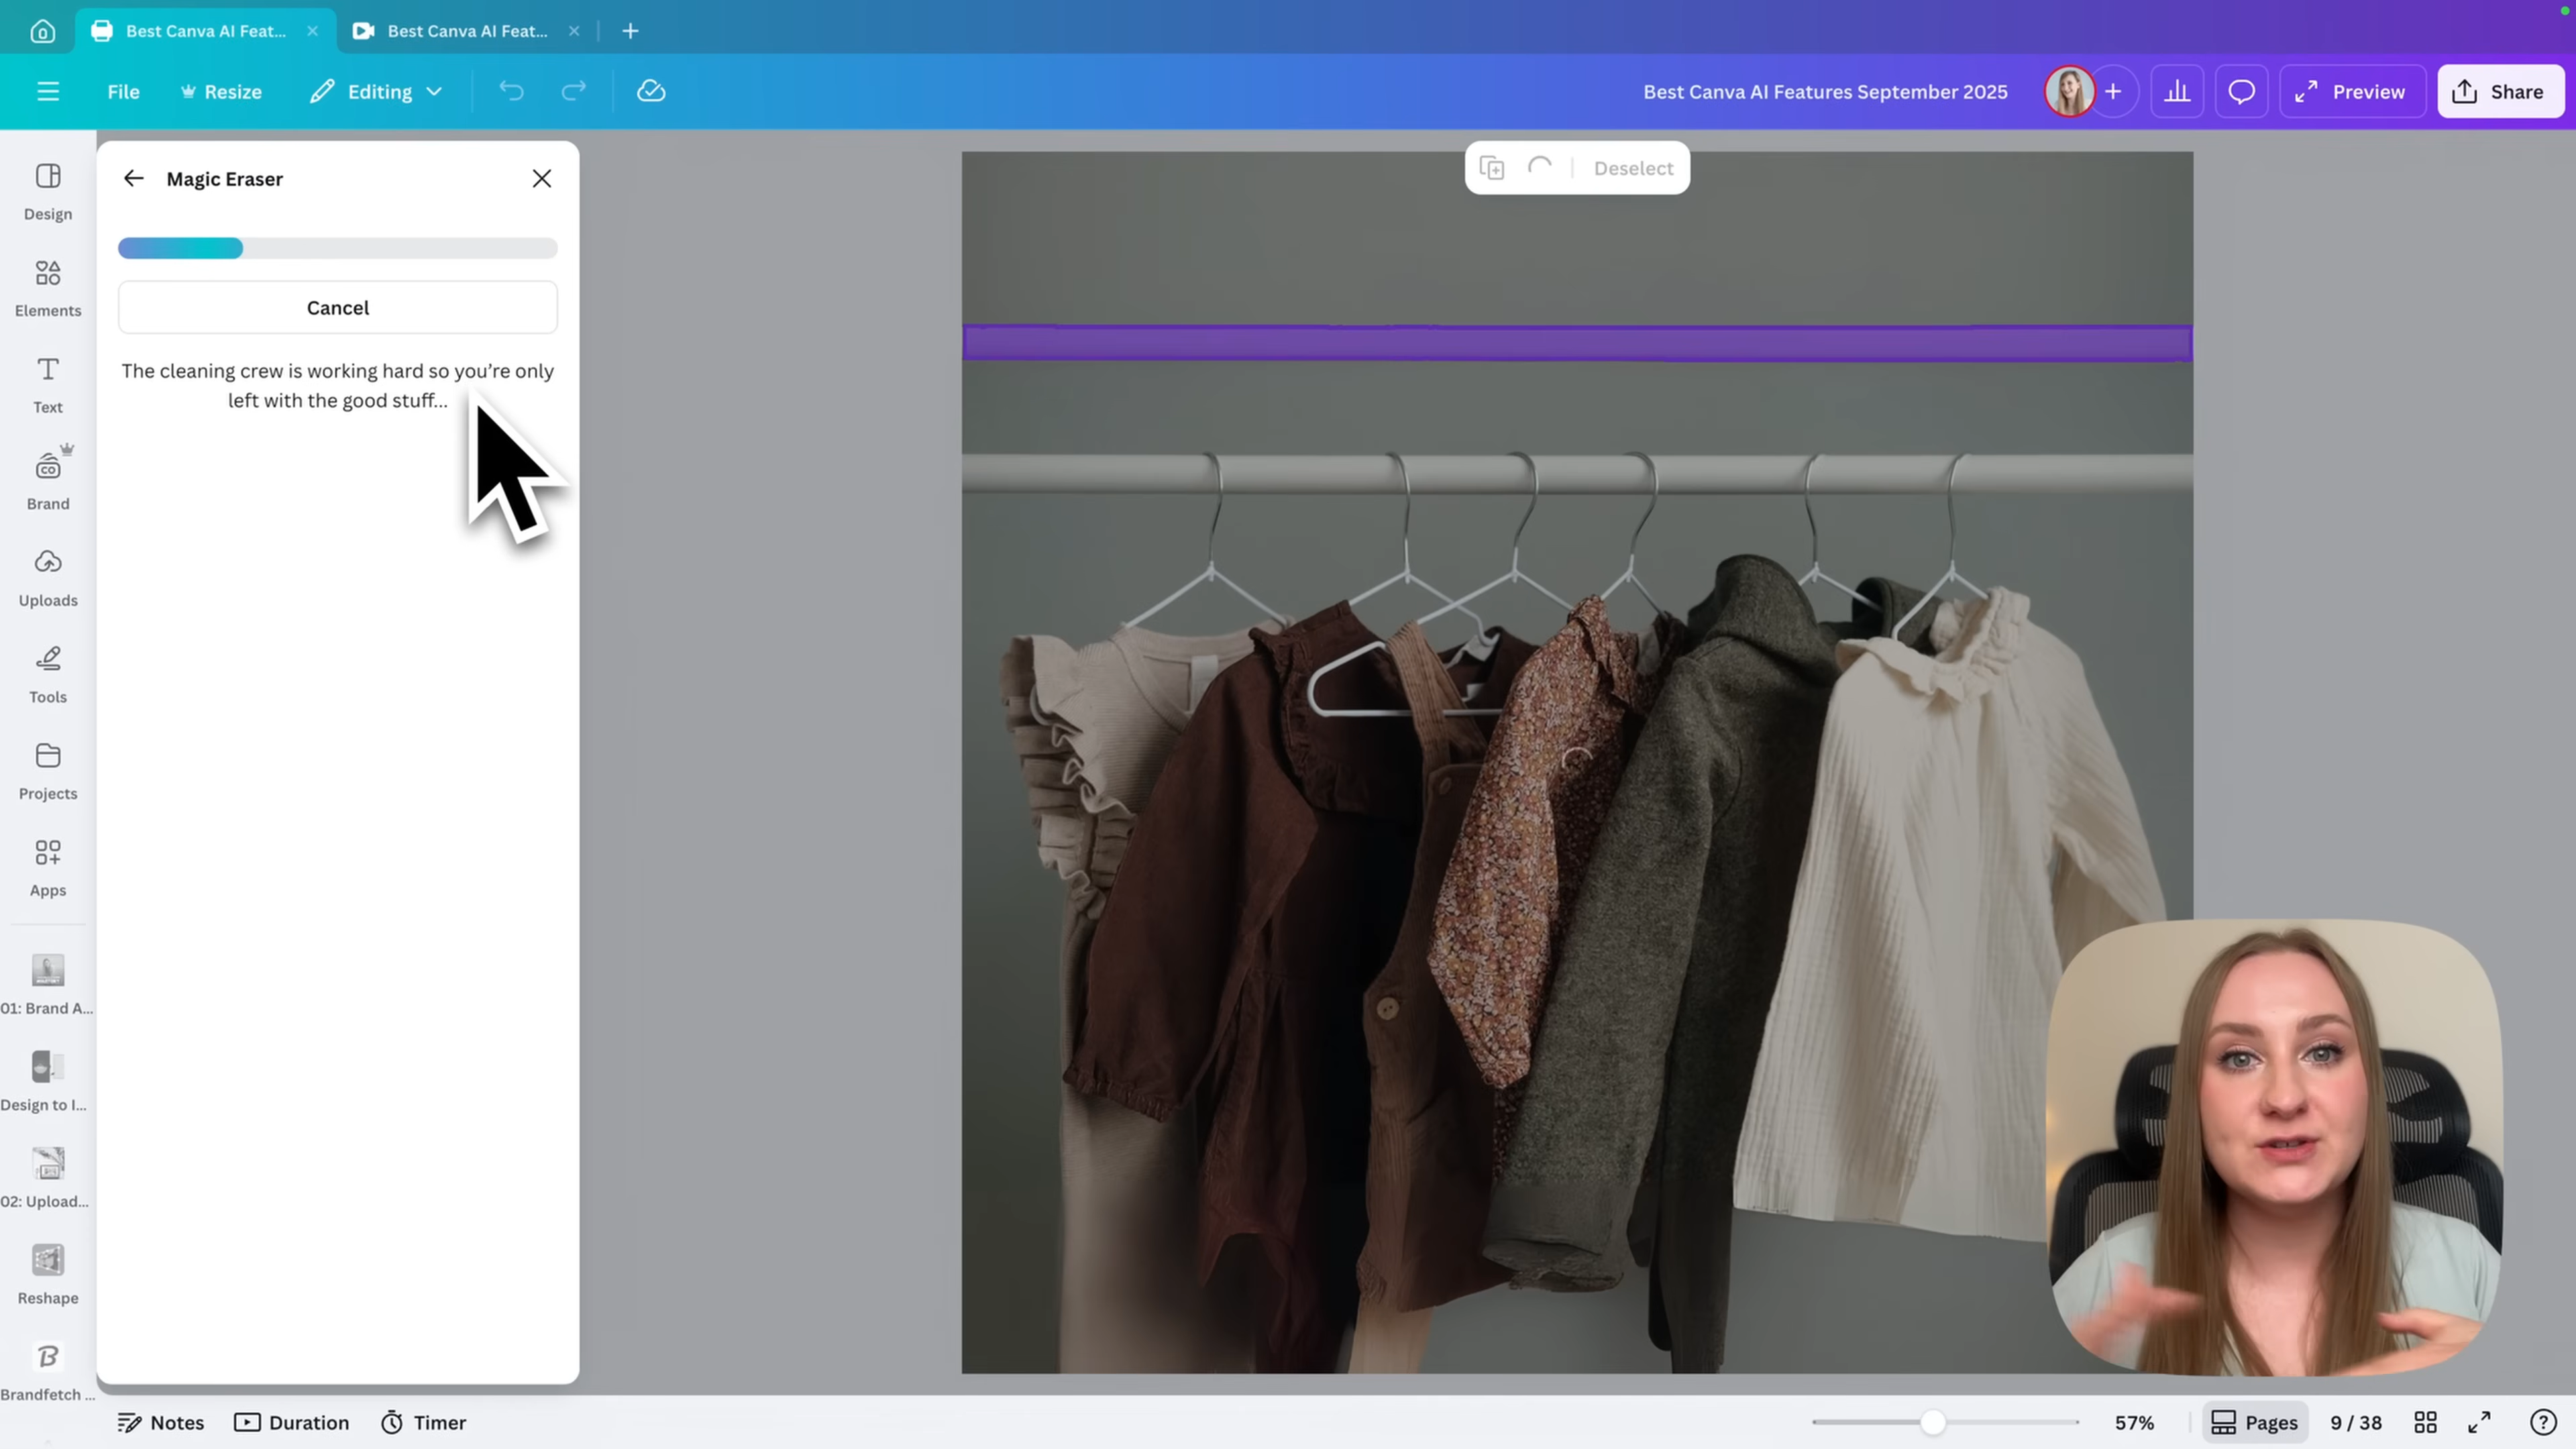 Best Canva AI Feat...
Best Canva AI Feat...
File
Resize
Editing
Best Canva AI Features September 2025
Preview
Share
Design
Elements
Text
CO
Brand
Uploads
Tools
Projects
Apps
01: Brand A...
Design to I...
02: Upload...
Reshape
B
Brandfetch ...
Magic Eraser
Cancel
The cleaning crew is working hard so you’re only
left with the good stuff...
Deselect
Notes
Duration
Timer
57%
Pages
9 / 38